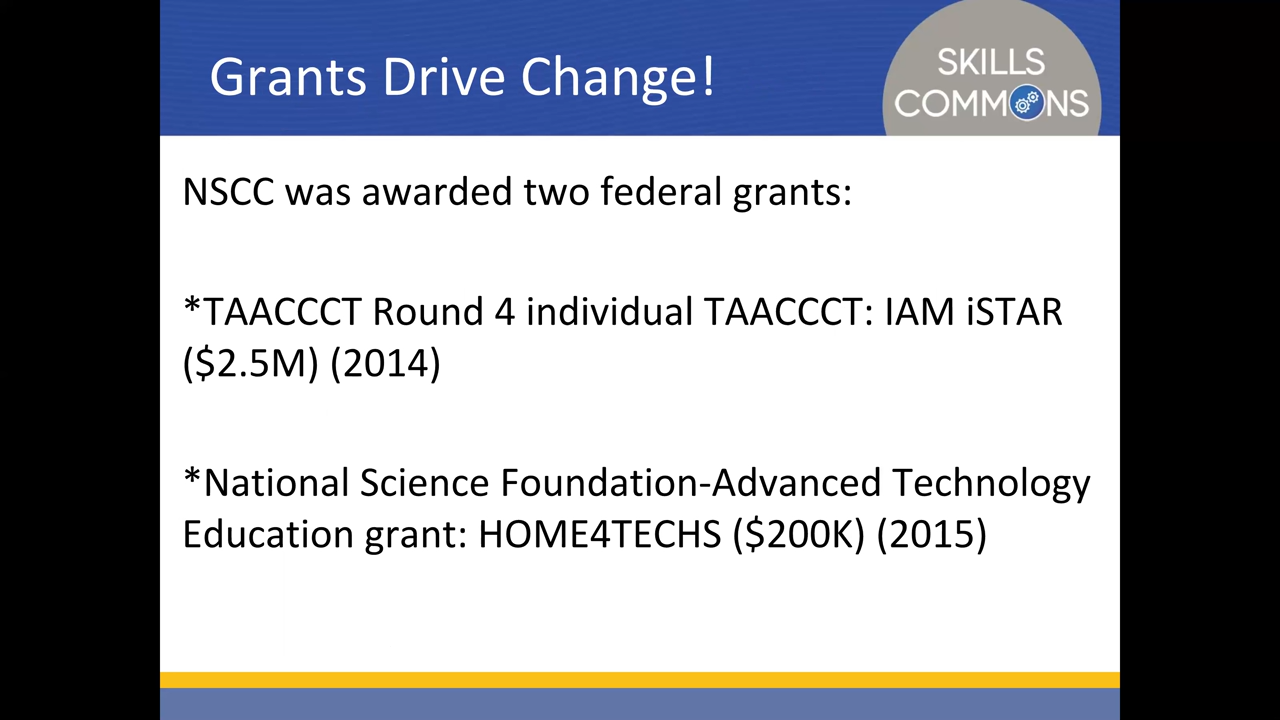 Grants Drive Change!
SKILLS
COMMONS
NSCC was awarded two federal grants:
*TAACCCT Round 4 individual TAACCCT: IAM iSTAR
($2.5M) (2014)
*National Science Foundation-Advanced Technology
Education grant: HOME4TECHS ($200K) (2015)